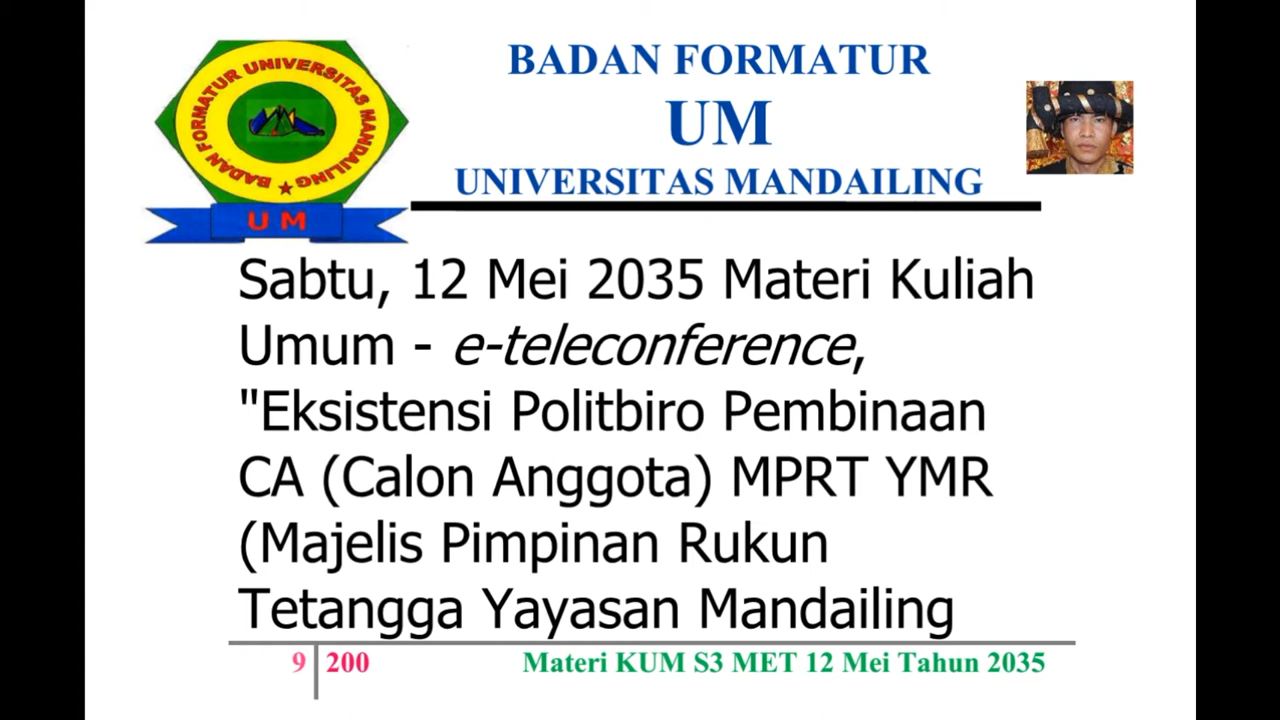 BADAN FORMATUR UNIVERSITAS MANDAILING
U M
BADAN FORMATUR
UM
UNIVERSITAS MANDAILING
Sabtu, 12 Mei 2035 Materi Kuliah
Umum - e-teleconference,
"Eksistensi Politbiro Pembinaan
CA (Calon Anggota) MPRT YMR
(Majelis Pimpinan Rukun
Tetangga Yayasan Mandailing
9 200 Materi KUM S3 MET 12 Mei Tahun 2035